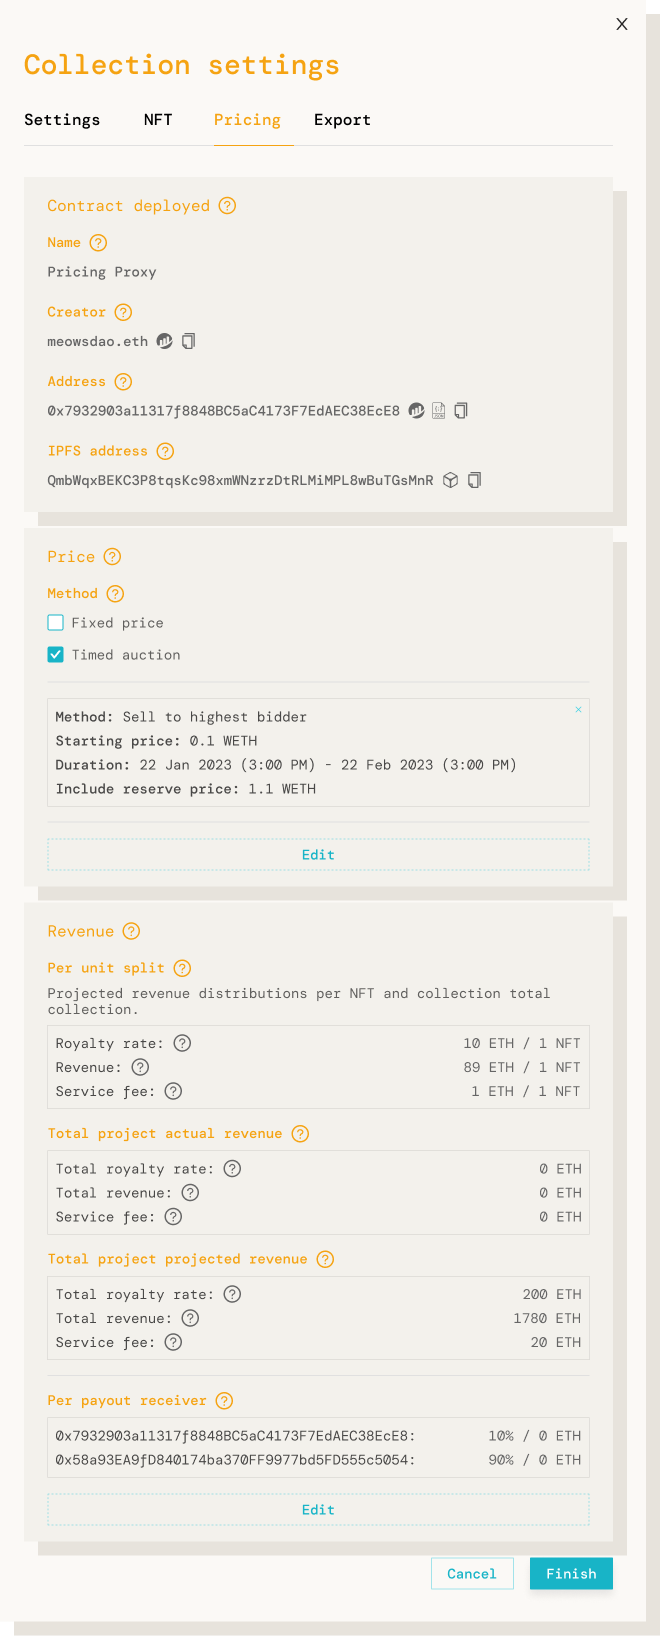 X
Collection settings
Settings NFT Pricing Export
Contract deployed ?
Name ?
Pricing Proxy
Creator ?
meowsdao.eth
Address ?
0x7932903a11317f8848BC5aC4173F7EdAEC38EcE8
IPFS address ?
QmbWqxBEKC3P8tqsKc98xmWNzrzDtRLMiMPL8wBuTGsMnR
Price ?
Method ?
Fixed price
Timed auction
×
Method: Sell to highest bidder
Starting price: 0.1 WETH
Duration: 22 Jan 2023 (3:00 PM) - 22 Feb 2023 (3:00 PM)
Include reserve price: 1.1 WETH
Edit
Revenue ?
Per unit split ?
Projected revenue distributions per NFT and collection total
collection.
Royalty rate: ? 10 ETH / 1 NFT
Revenue: ? 89 ETH / 1 NFT
Service fee: ? 1 ETH / 1 NFT
Total project actual revenue ?
Total royalty rate: ? 0 ETH
Total revenue: ? 0 ETH
Service fee: ? 0 ETH
Total project projected revenue ?
Total royalty rate: ? 200 ETH
Total revenue: ? 1780 ETH
Service fee: ? 20 ETH
Per payout receiver ?
0x7932903a11317f8848BC5aC4173F7EdAEC38EcE8: 10% / 0 ETH
0x58a93EA9fD840174ba370FF9977bd5FD555c5054: 90% / 0 ETH
Edit
Cancel Finish